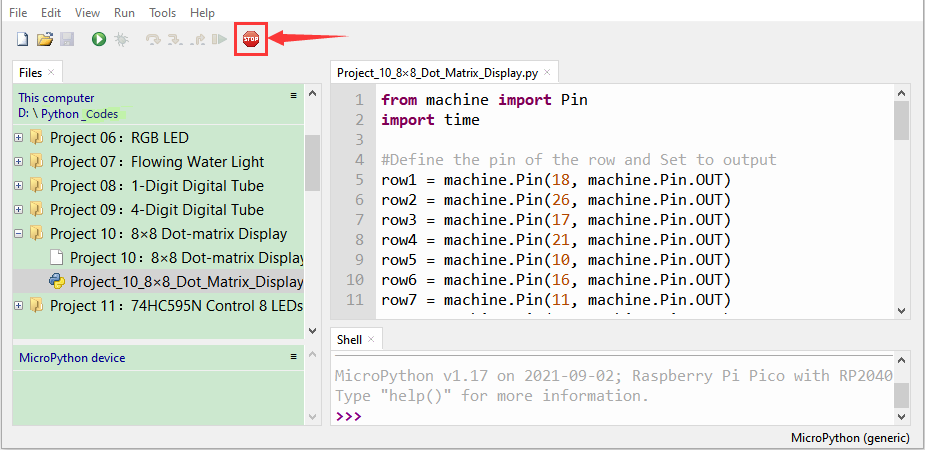 File Edit View Run Tools Help
STOP
Files ×
This computer
D: \ Python _Codes
Project 06：RGB LED
Project 07：Flowing Water Light
Project 08：1-Digit Digital Tube
Project 09：4-Digit Digital Tube
Project 10：8×8 Dot-matrix Display
Project 10：8×8 Dot-matrix Display
Project_10_8×8_Dot_Matrix_Display
Project 11：74HC595N Control 8 LEDs
MicroPython device
Project_10_8×8_Dot_Matrix_Display.py ×
1 from machine import Pin
2 import time
3
4 #Define the pin of the row and Set to output
5 row1 = machine.Pin(18, machine.Pin.OUT)
6 row2 = machine.Pin(26, machine.Pin.OUT)
7 row3 = machine.Pin(17, machine.Pin.OUT)
8 row4 = machine.Pin(21, machine.Pin.OUT)
9 row5 = machine.Pin(10, machine.Pin.OUT)
10 row6 = machine.Pin(16, machine.Pin.OUT)
11 row7 = machine.Pin(11, machine.Pin.OUT)
Shell ×
MicroPython v1.17 on 2021-09-02; Raspberry Pi Pico with RP2040
Type "help()" for more information.
>>>
MicroPython (generic)